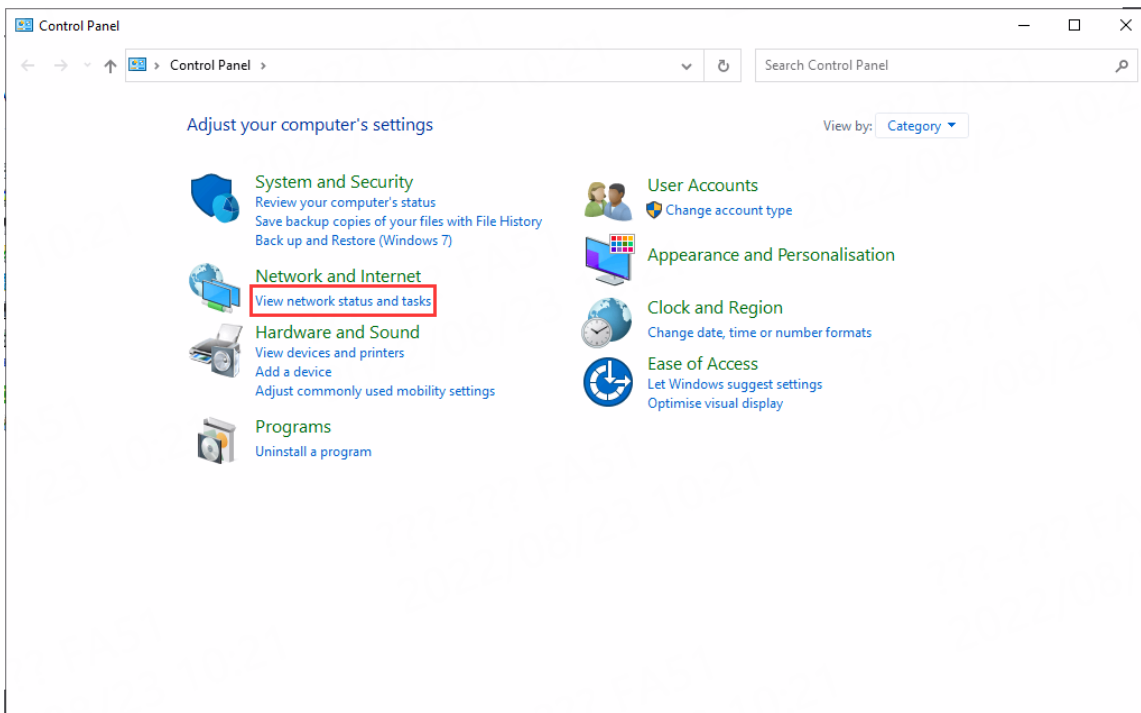 Control Panel
Control Panel
Search Control Panel
Adjust your computer's settings
View by: Category
System and Security
Review your computer's status
Save backup copies of your files with File History
Back up and Restore (Windows 7)
Network and Internet
View network status and tasks
Hardware and Sound
View devices and printers
Add a device
Adjust commonly used mobility settings
Programs
Uninstall a program
User Accounts
Change account type
Appearance and Personalisation
Clock and Region
Change date, time or number formats
Ease of Access
Let Windows suggest settings
Optimise visual display